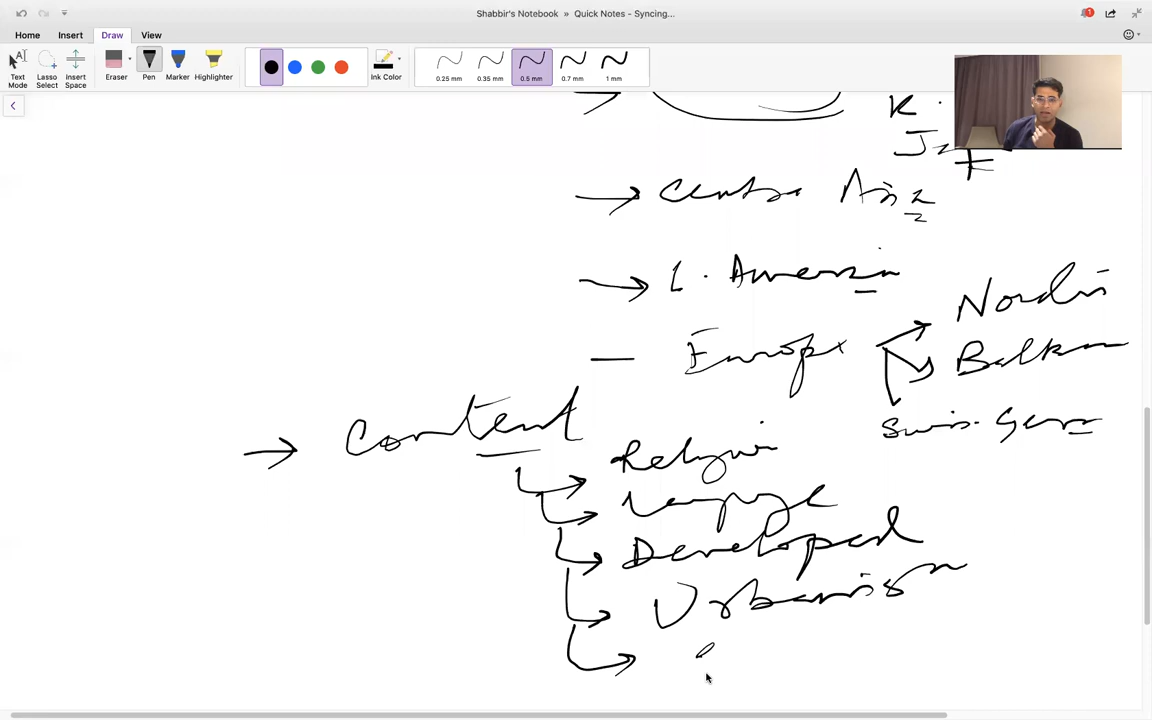 Shabbir's Notebook » Quick Notes - Syncing...
Home Insert Draw View
Text Mode
Lasso Select
Insert Space
Eraser
Pen
Marker
Highlighter
Ink Color
0.25 mm
0.35 mm
0.5 mm
0.7 mm
1 mm
K.
→ Central Asia
→ L. America
— Europe
Nordic
Balkan
Swis. Ger
→ Content
Religion
Language
Developed
Urbanism